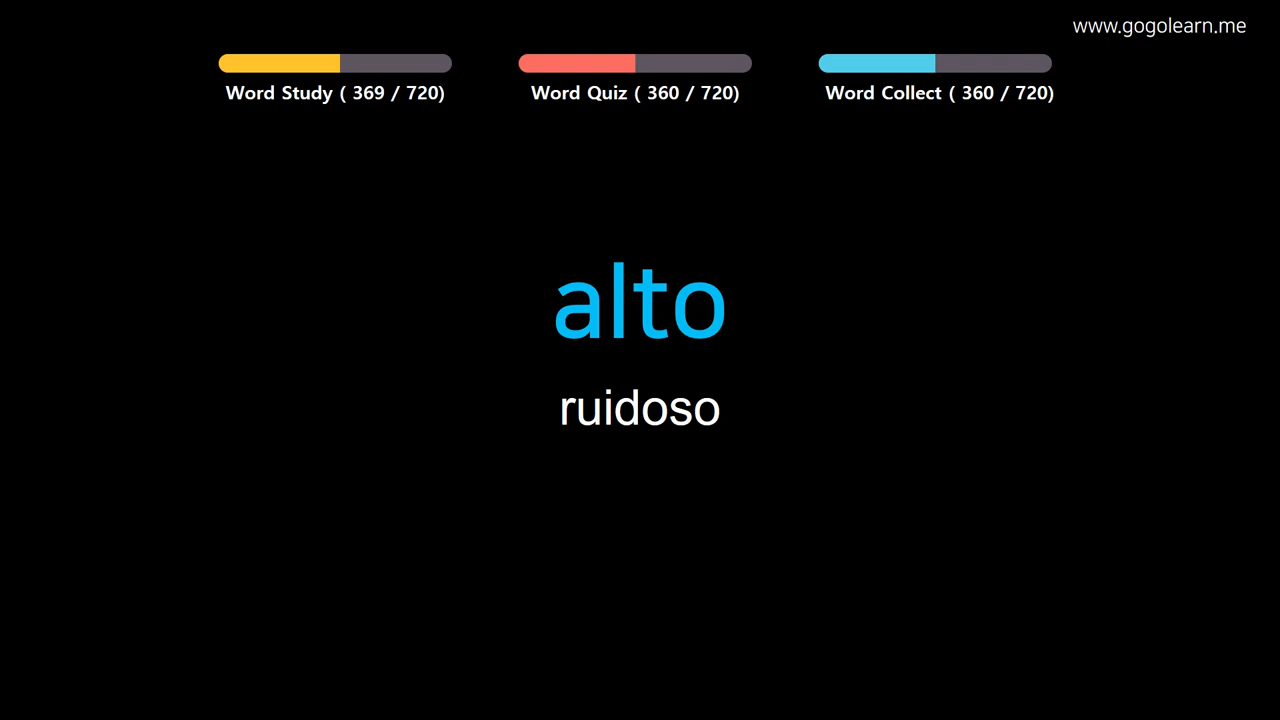 www.gogolearn.me
Word Study ( 369 / 720)
Word Quiz ( 360 / 720)
Word Collect ( 360 / 720)
alto
ruidoso